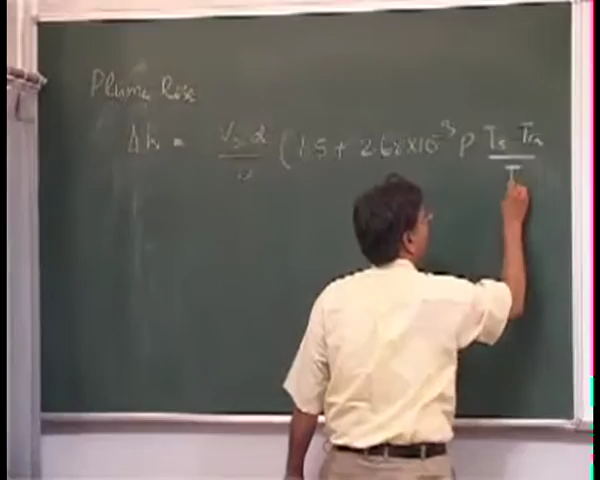 Plume Rise
Δh = Vs d / u ( 1.5 + 2.68×10⁻³ P Ts - Ta / T